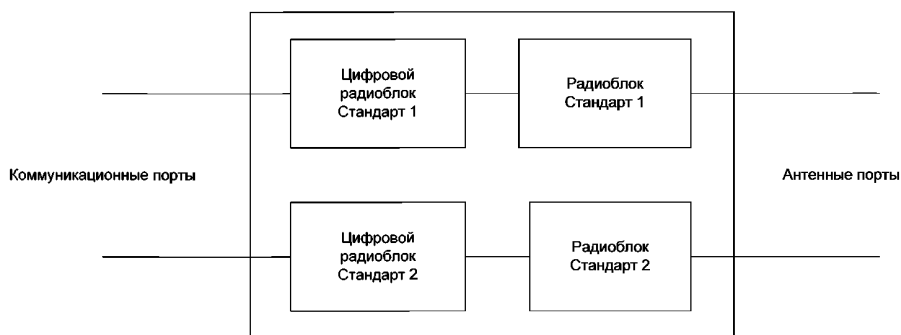 Цифровой
радиоблок
Стандарт 1
Радиоблок
Стандарт 1
Коммуникационные порты
Антенные порты
Цифровой
радиоблок
Стандарт 2
Радиоблок
Стандарт 2